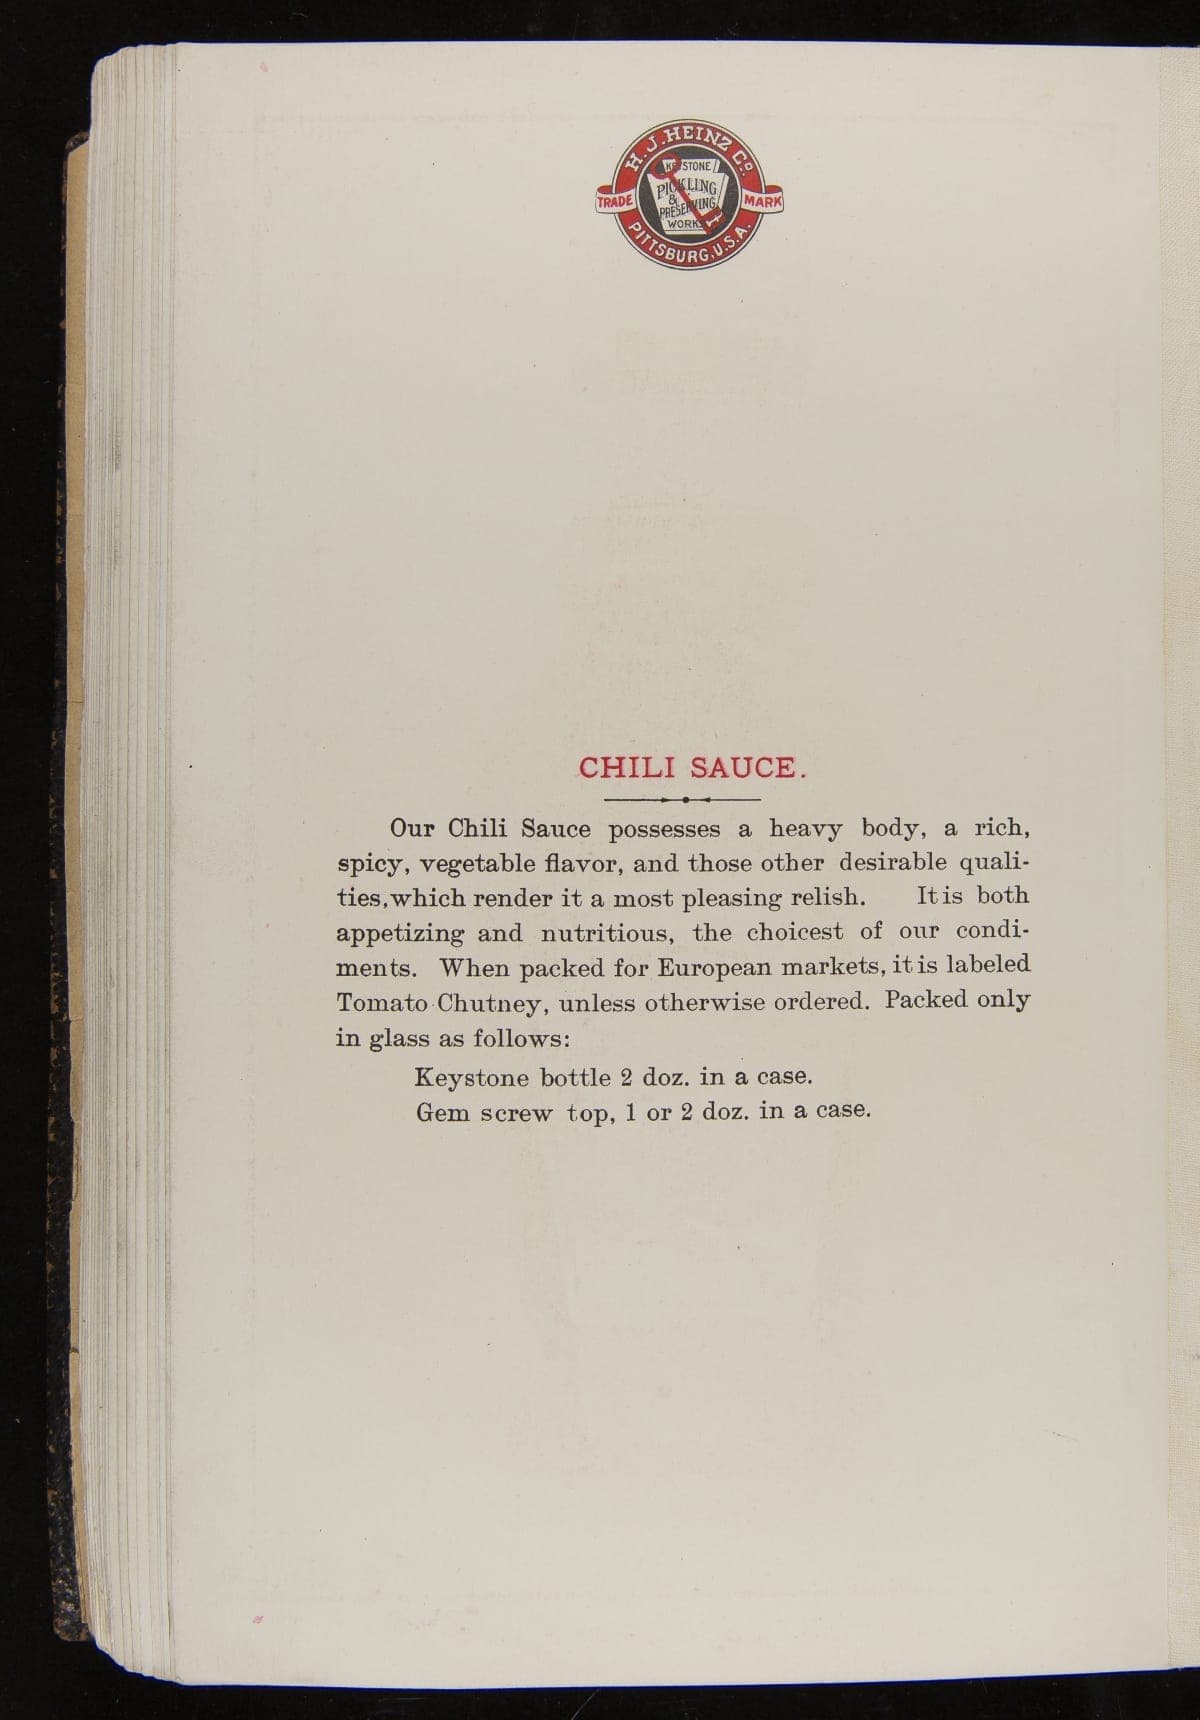 H.J. HEINZ CO.
KEYSTONE
PICKLING
&
PRESERVING
WORKS
TRADE MARK
PITTSBURG, U.S.A.
CHILI SAUCE.
Our Chili Sauce possesses a heavy body, a rich,
spicy, vegetable flavor, and those other desirable quali-
ties, which render it a most pleasing relish. It is both
appetizing and nutritious, the choicest of our condi-
ments. When packed for European markets, it is labeled
Tomato Chutney, unless otherwise ordered. Packed only
in glass as follows:
Keystone bottle 2 doz. in a case.
Gem screw top, 1 or 2 doz. in a case.